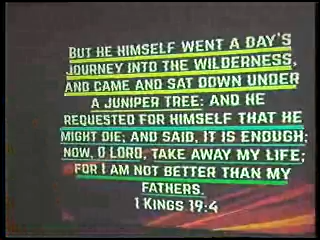 BUT HE HIMSELF WENT A DAY'S
JOURNEY INTO THE WILDERNESS,
AND CAME AND SAT DOWN UNDER
A JUNIPER TREE: AND HE
REQUESTED FOR HIMSELF THAT HE
MIGHT DIE; AND SAID, IT IS ENOUGH;
NOW, O LORD, TAKE AWAY MY LIFE;
FOR I AM NOT BETTER THAN MY
FATHERS.
1 KINGS 19:4